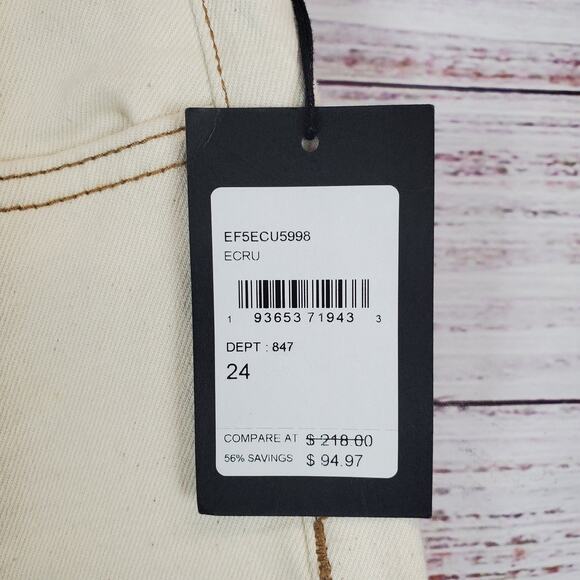 EF5ECU5998
ECRU
1 93653 71943 3
DEPT : 847
24
COMPARE AT $ 218.00
56% SAVINGS $ 94.97